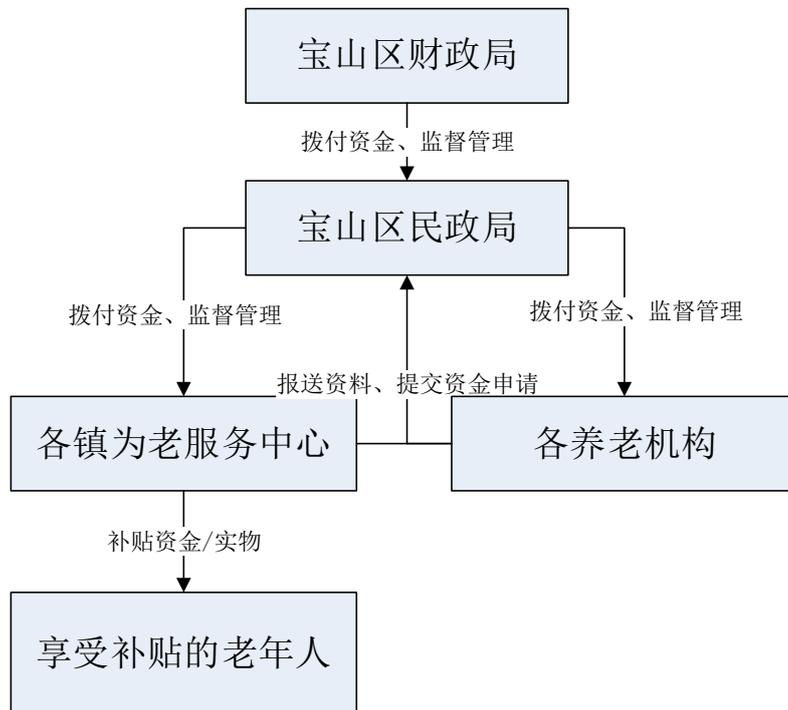 宝山区财政局
拨付资金、监督管理
宝山区民政局
拨付资金、监督管理
拨付资金、监督管理
报送资料、提交资金申请
各镇为老服务中心
各养老机构
补贴资金/实物
享受补贴的老年人